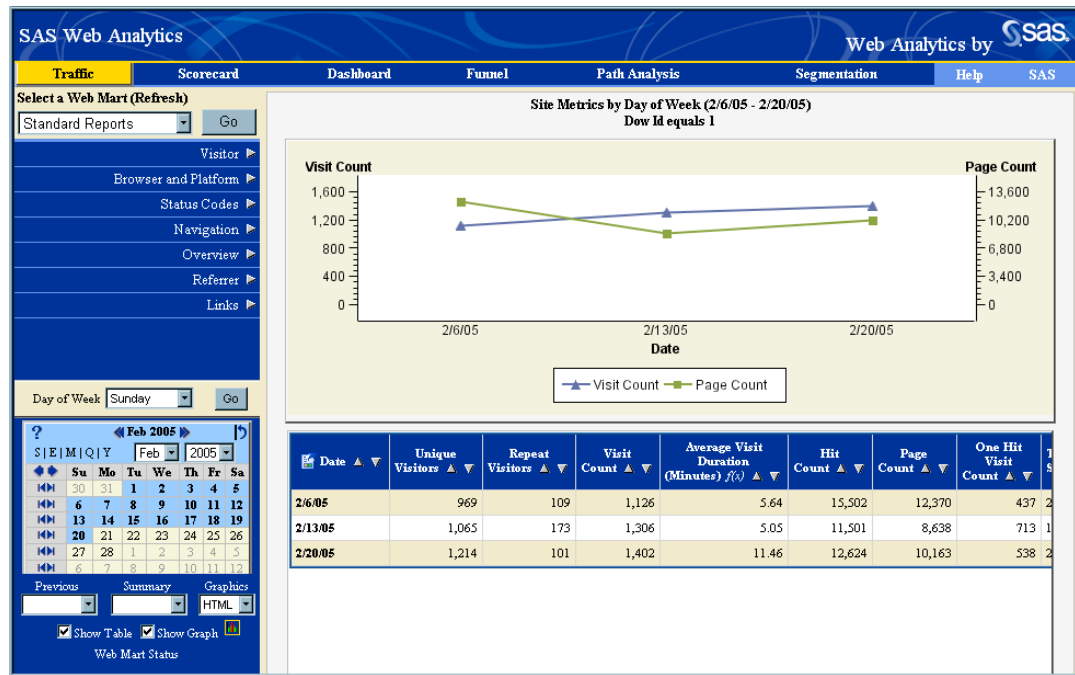 SAS Web Analytics
Web Analytics by sas.
Traffic Scorecard Dashboard Funnel Path Analysis Segmentation Help SAS
Select a Web Mart (Refresh)
Standard Reports Go
Visitor
Browser and Platform
Status Codes
Navigation
Overview
Referrer
Links
Day of Week Sunday Go
? Feb 2005
S | E | M | Q | Y Feb 2005
Su Mo Tu We Th Fr Sa
30 31 1 2 3 4 5
6 7 8 9 10 11 12
13 14 15 16 17 18 19
20 21 22 23 24 25 26
27 28 1 2 3 4 5
6 7 8 9 10 11 12
Previous Summary Graphics
HTML
Show Table Show Graph
Web Mart Status
Site Metrics by Day of Week (2/6/05 - 2/20/05)
Dow Id equals 1
Visit Count Page Count
1,600 13,600
1,200 10,200
800 6,800
400 3,400
0 0
2/6/05 2/13/05 2/20/05
Date
Visit Count Page Count
Date Unique Visitors Repeat Visitors Visit Count Average Visit Duration (Minutes) f(x) Hit Count Page Count One Hit Visit Count
2/6/05 969 109 1,126 5.64 15,502 12,370 437
2/13/05 1,065 173 1,306 5.05 11,501 8,638 713
2/20/05 1,214 101 1,402 11.46 12,624 10,163 538